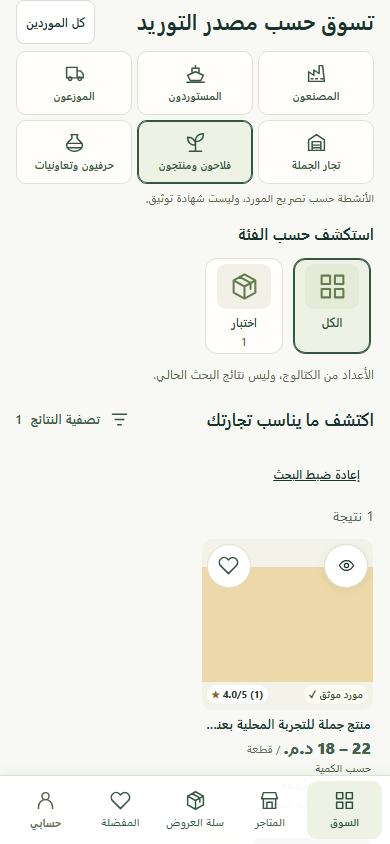 تسوق حسب مصدر التوريد
كل الموردين
المصنعون
المستوردون
الموزعون
تجار الجملة
فلاحون ومنتجون
حرفيون وتعاونيات
الأنشطة حسب تصريح المورد، وليست شهادة توثيق.
استكشف حسب الفئة
الكل
اختبار
1
الأعداد من الكتالوج، وليس نتائج البحث الحالي.
اكتشف ما يناسب تجارتك
تصفية النتائج 1
إعادة ضبط البحث
1 نتيجة
مورد موثق ✓
★ 4.0/5 (1)
منتج جملة للتجربة المحلية بعنـ...
22 – 18 د.م. / قطعة
حسب الكمية
السوق
المتاجر
سلة العروض
المفضلة
حسابي